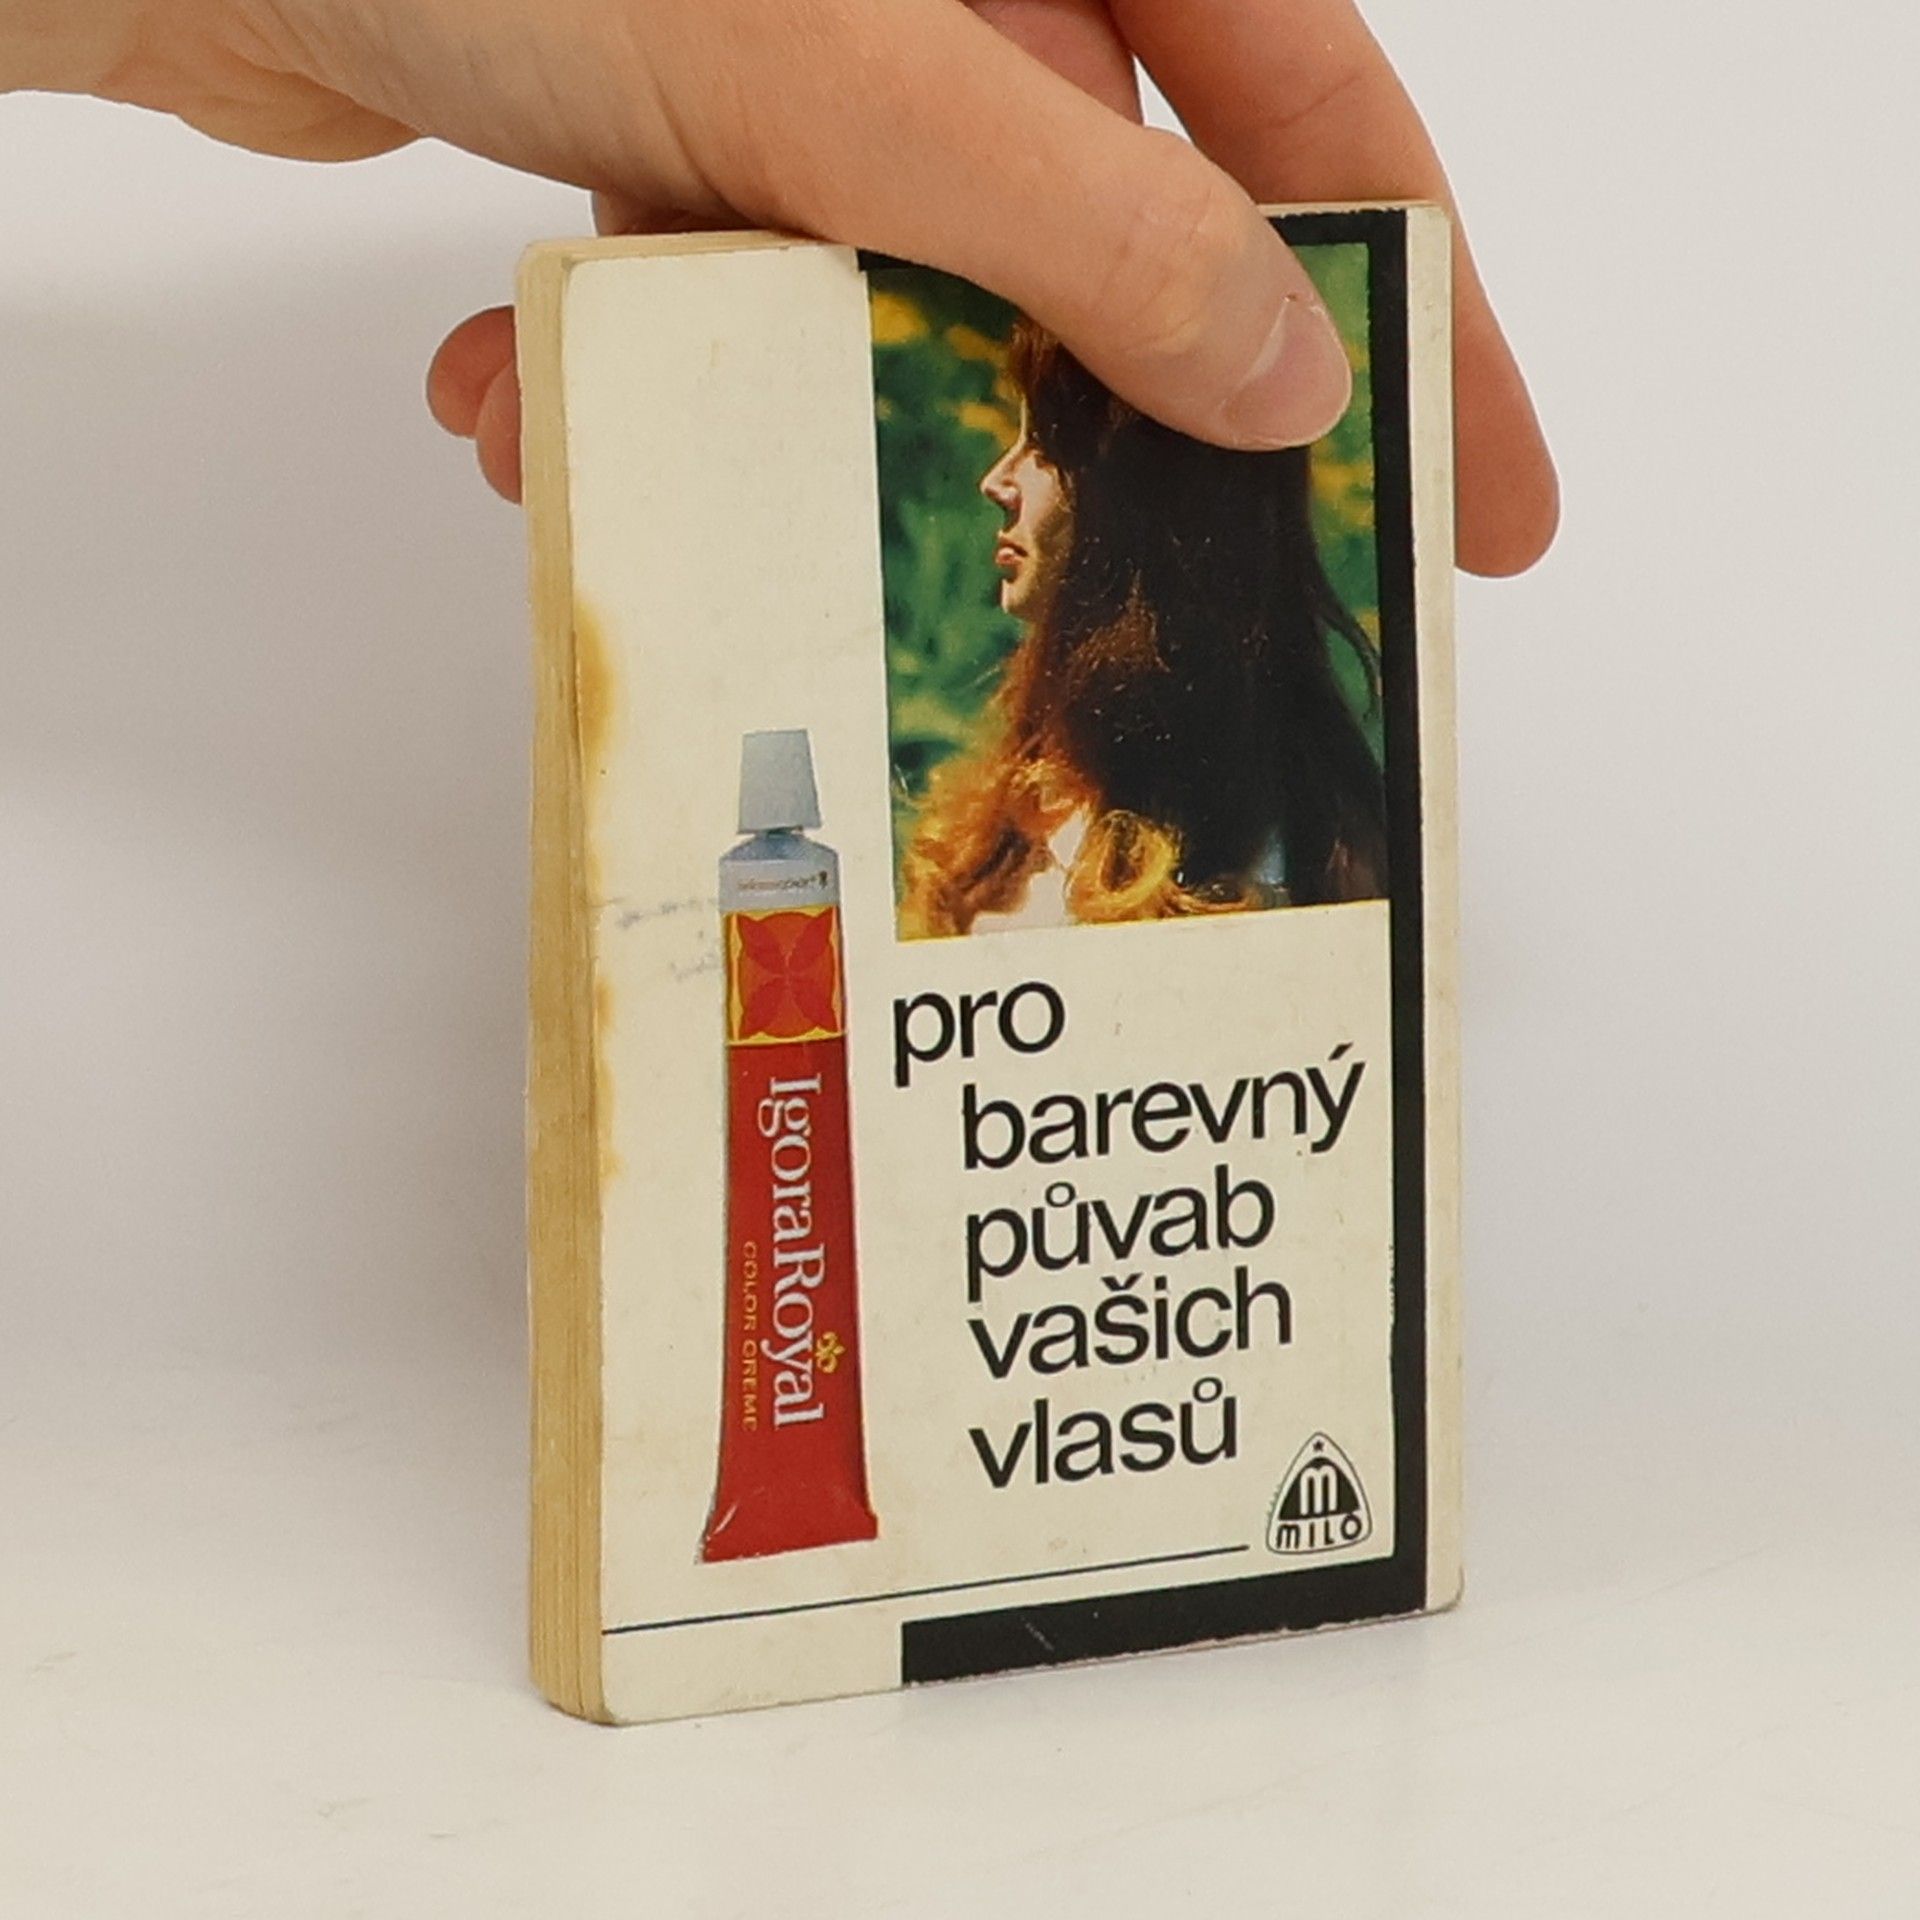 IgoraRoyal
COLOR CREME
pro
barevný
půvab
vašich
vlasů
m
MILO